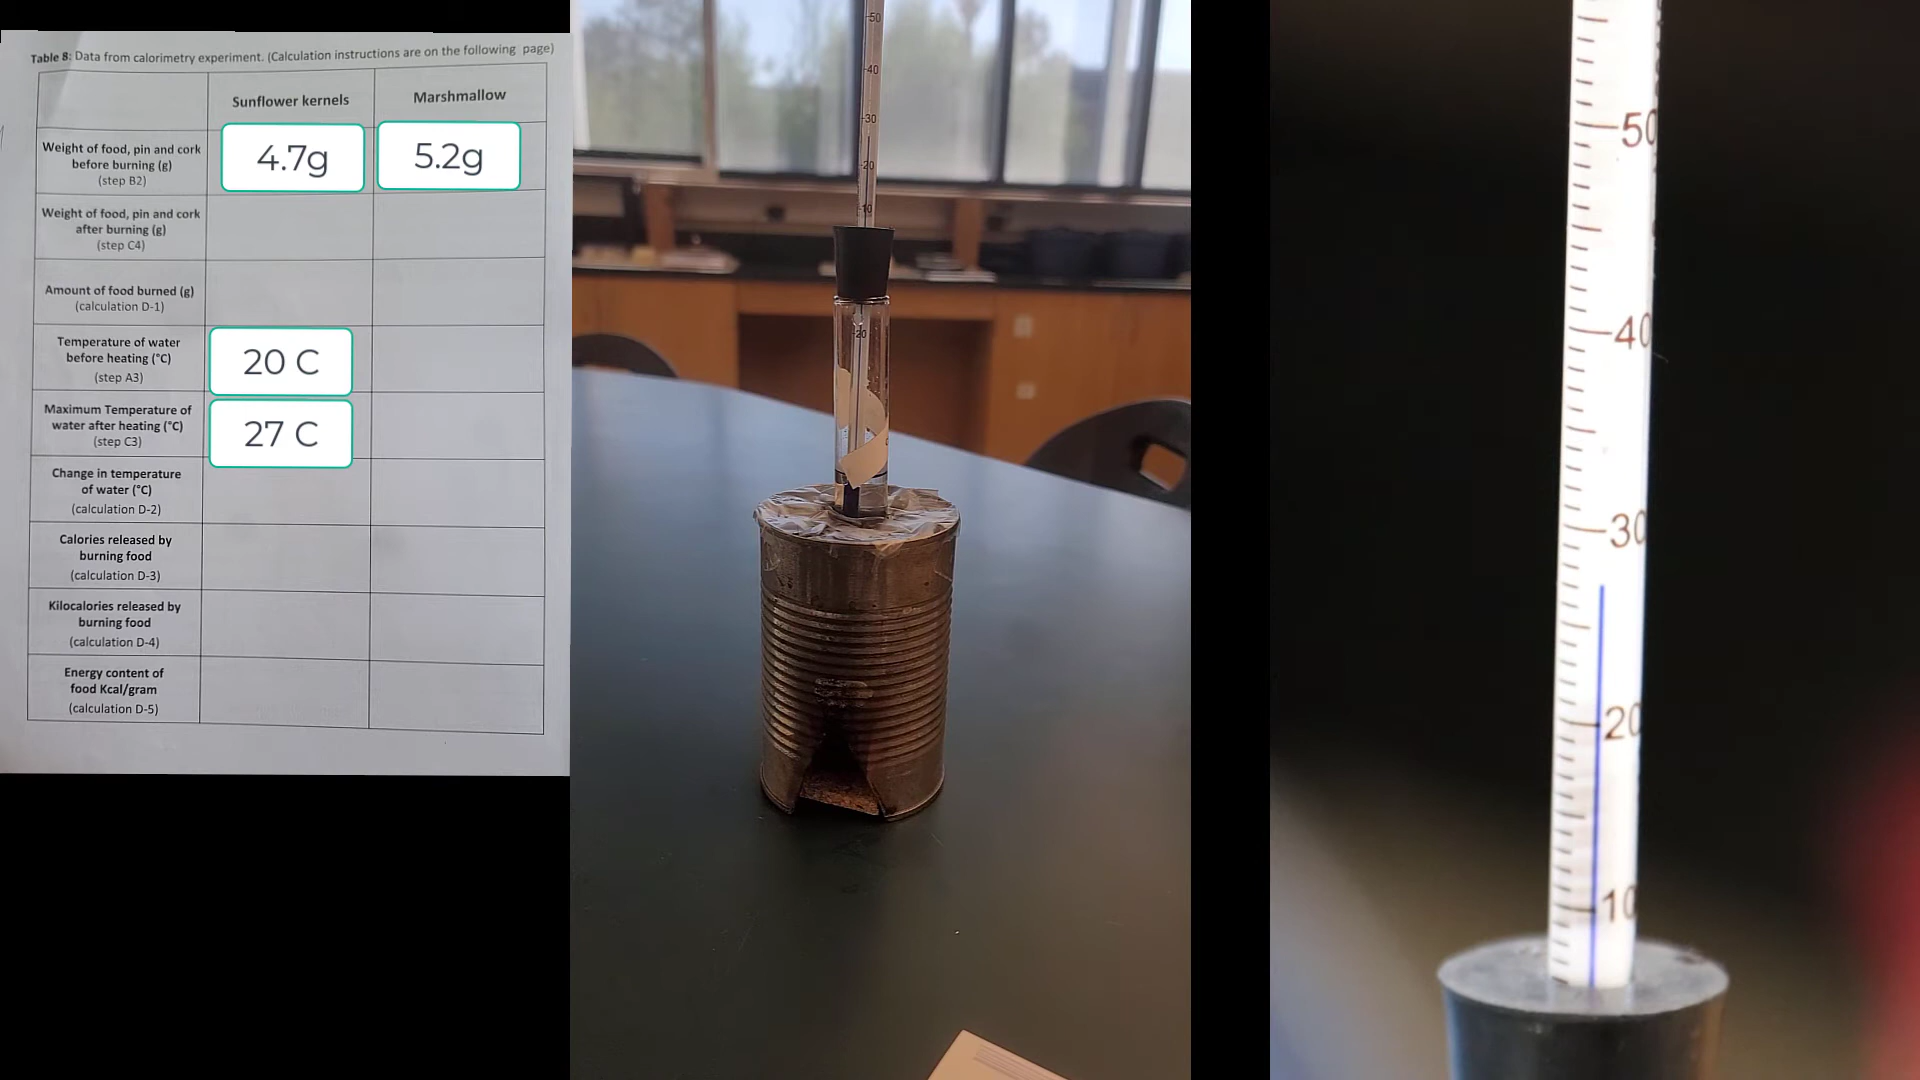 Table 8: Data from calorimetry experiment. (Calculation instructions are on the following page)
Sunflower kernels
Marshmallow
Weight of food, pin and cork
before burning (g)
(step B2)
4.7g
5.2g
Weight of food, pin and cork
after burning (g)
(step C4)
Amount of food burned (g)
(calculation D-1)
Temperature of water
before heating (°C)
(step A3)
20 C
Maximum Temperature of
water after heating (°C)
(step C3)
27 C
Change in temperature
of water (°C)
(calculation D-2)
Calories released by
burning food
(calculation D-3)
Kilocalories released by
burning food
(calculation D-4)
Energy content of
food Kcal/gram
(calculation D-5)
50
40
30
20
10
20
50
40
30
20
10